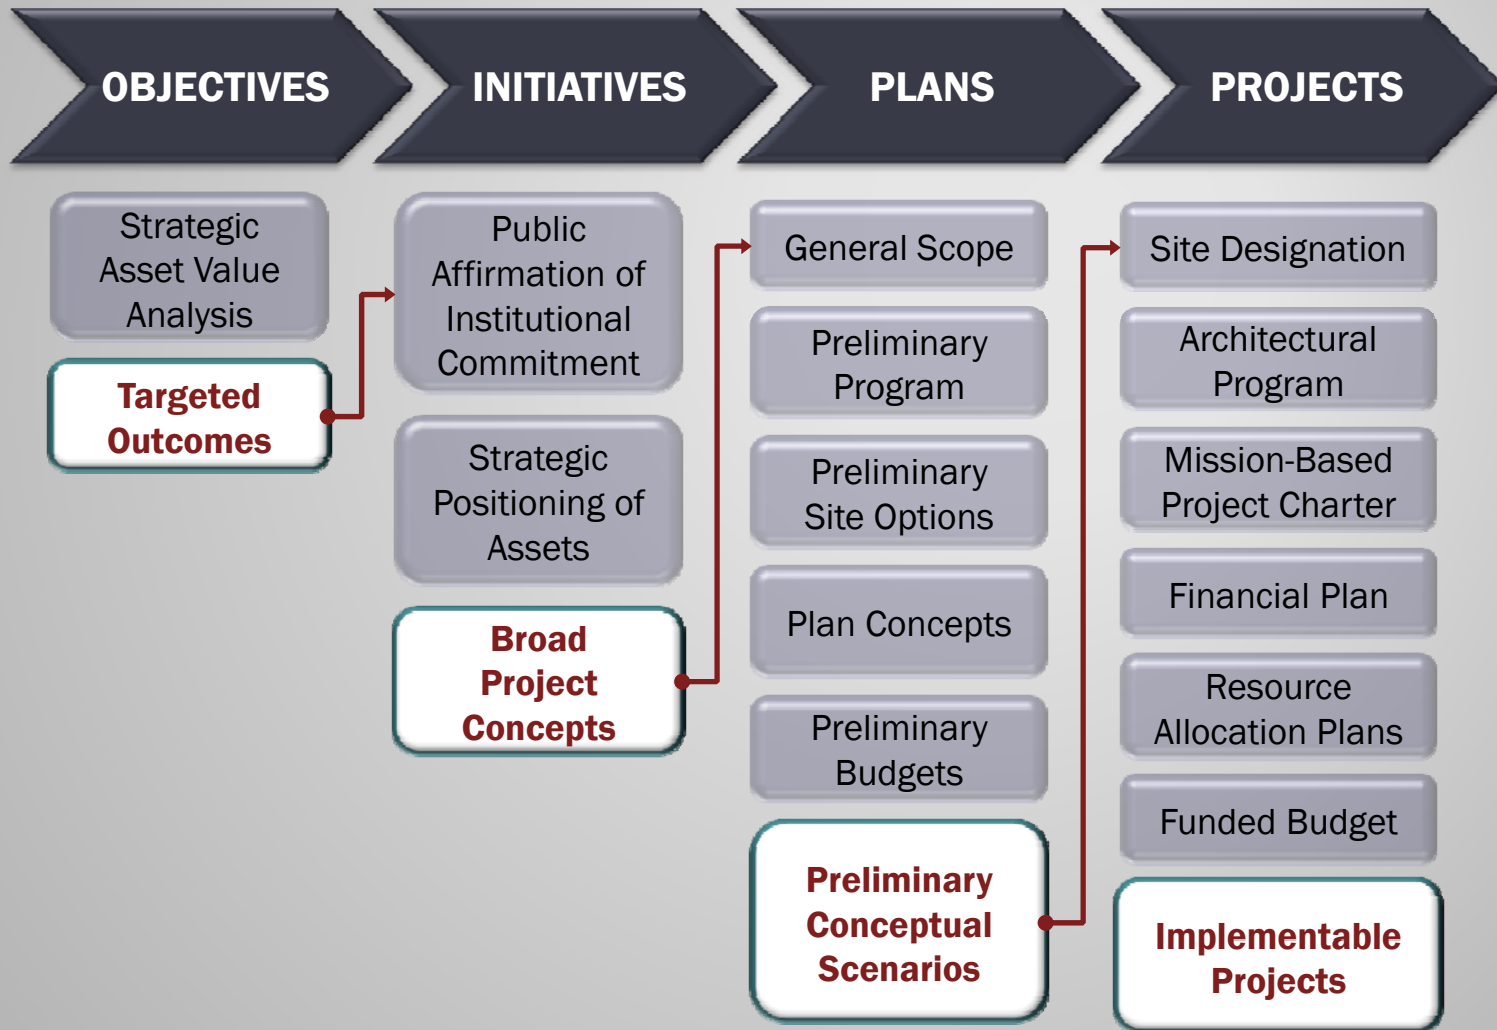 OBJECTIVES
INITIATIVES
PLANS
PROJECTS
Strategic
Asset Value
Analysis
Targeted
Outcomes
Public
Affirmation of
Institutional
Commitment
Strategic
Positioning of
Assets
Broad
Project
Concepts
General Scope
Preliminary
Program
Preliminary
Site Options
Plan Concepts
Preliminary
Budgets
Preliminary
Conceptual
Scenarios
Site Designation
Architectural
Program
Mission-Based
Project Charter
Financial Plan
Resource
Allocation Plans
Funded Budget
Implementable
Projects